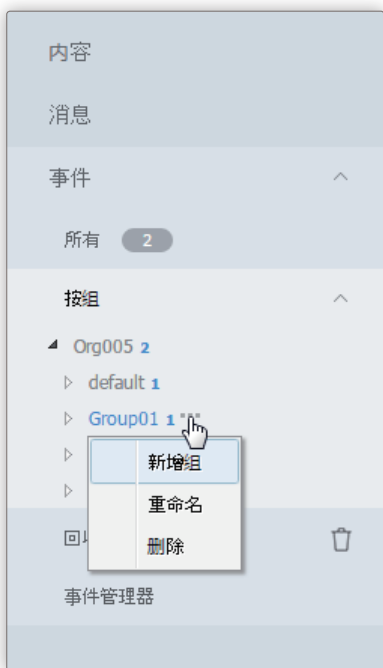 内容
消息
事件
所有 2
按组
Org005 2
default 1
Group01 1
新增组
重命名
删除
回
事件管理器